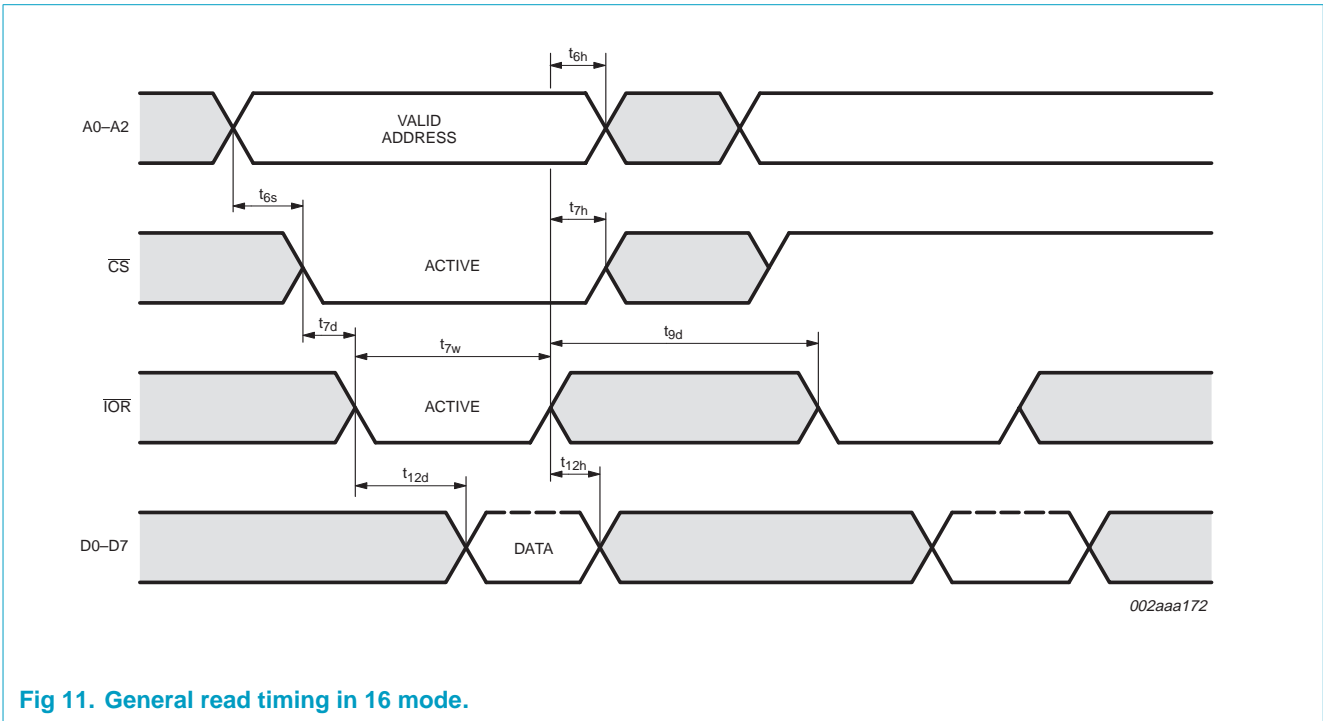 t6h
A0–A2
VALID
ADDRESS
t6s
t7h
CS
ACTIVE
t7d
t7w
t9d
IOR
ACTIVE
t12d
t12h
D0–D7
DATA
002aaa172
Fig 11. General read timing in 16 mode.